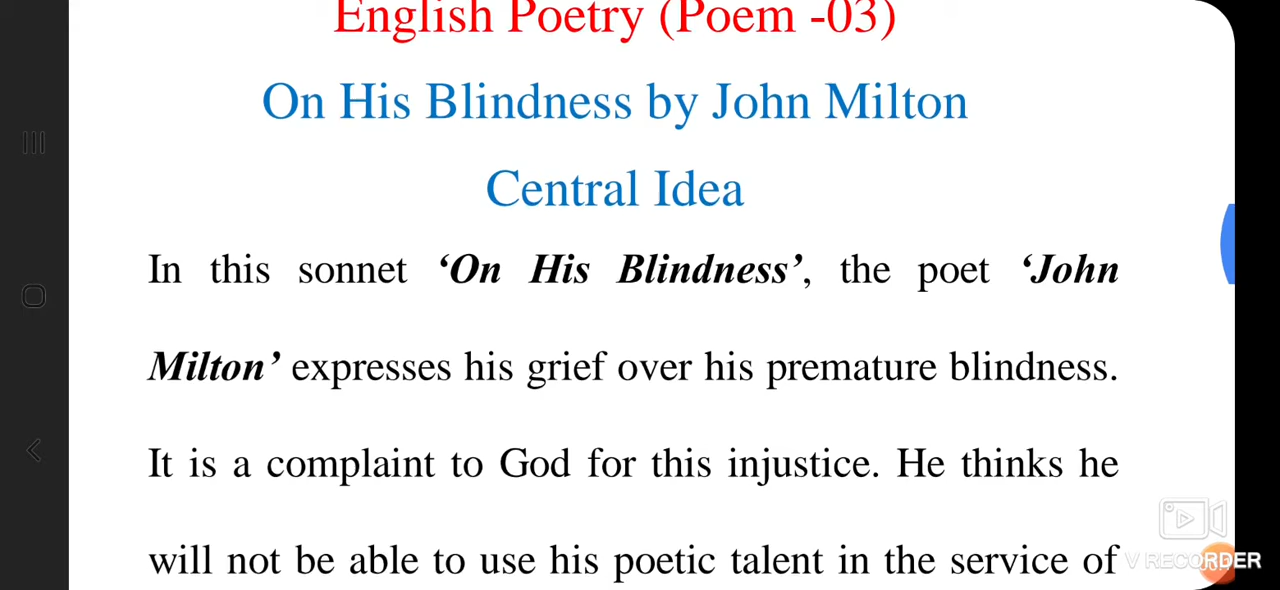 English Poetry (Poem -03)
On His Blindness by John Milton
Central Idea
In this sonnet ‘On His Blindness’, the poet ‘John
Milton’ expresses his grief over his premature blindness.
It is a complaint to God for this injustice. He thinks he
will not be able to use his poetic talent in the service of
V RECORDER